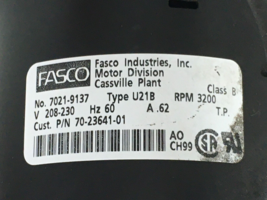 FASCO
Fasco Industries, Inc.
Motor Division
Cassville Plant
No. 7021-9137 Type U21B Class B
V 208-230 Hz 60 RPM 3200
A .62 T.P.
Cust. P/N 70-23641-01
AO
CH99